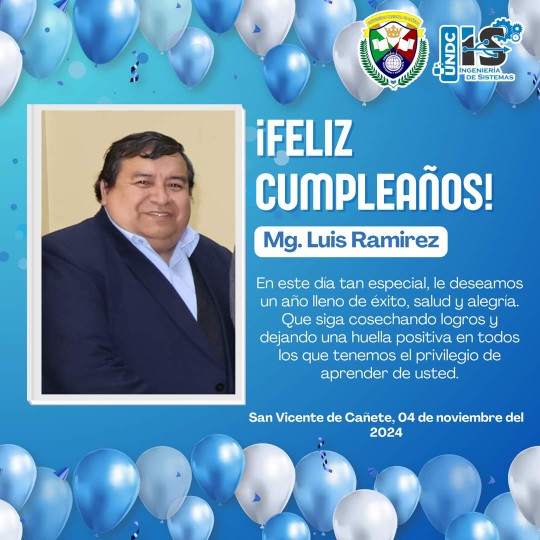 UNDC
IS
INGENIERÍA
DE SISTEMAS
¡FELIZ
CUMPLEAÑOS!
Mg. Luis Ramirez
En este día tan especial, le deseamos
un año lleno de éxito, salud y alegría.
Que siga cosechando logros y
dejando una huella positiva en todos
los que tenemos el privilegio de
aprender de usted.
San Vicente de Cañete, 04 de noviembre del
2024